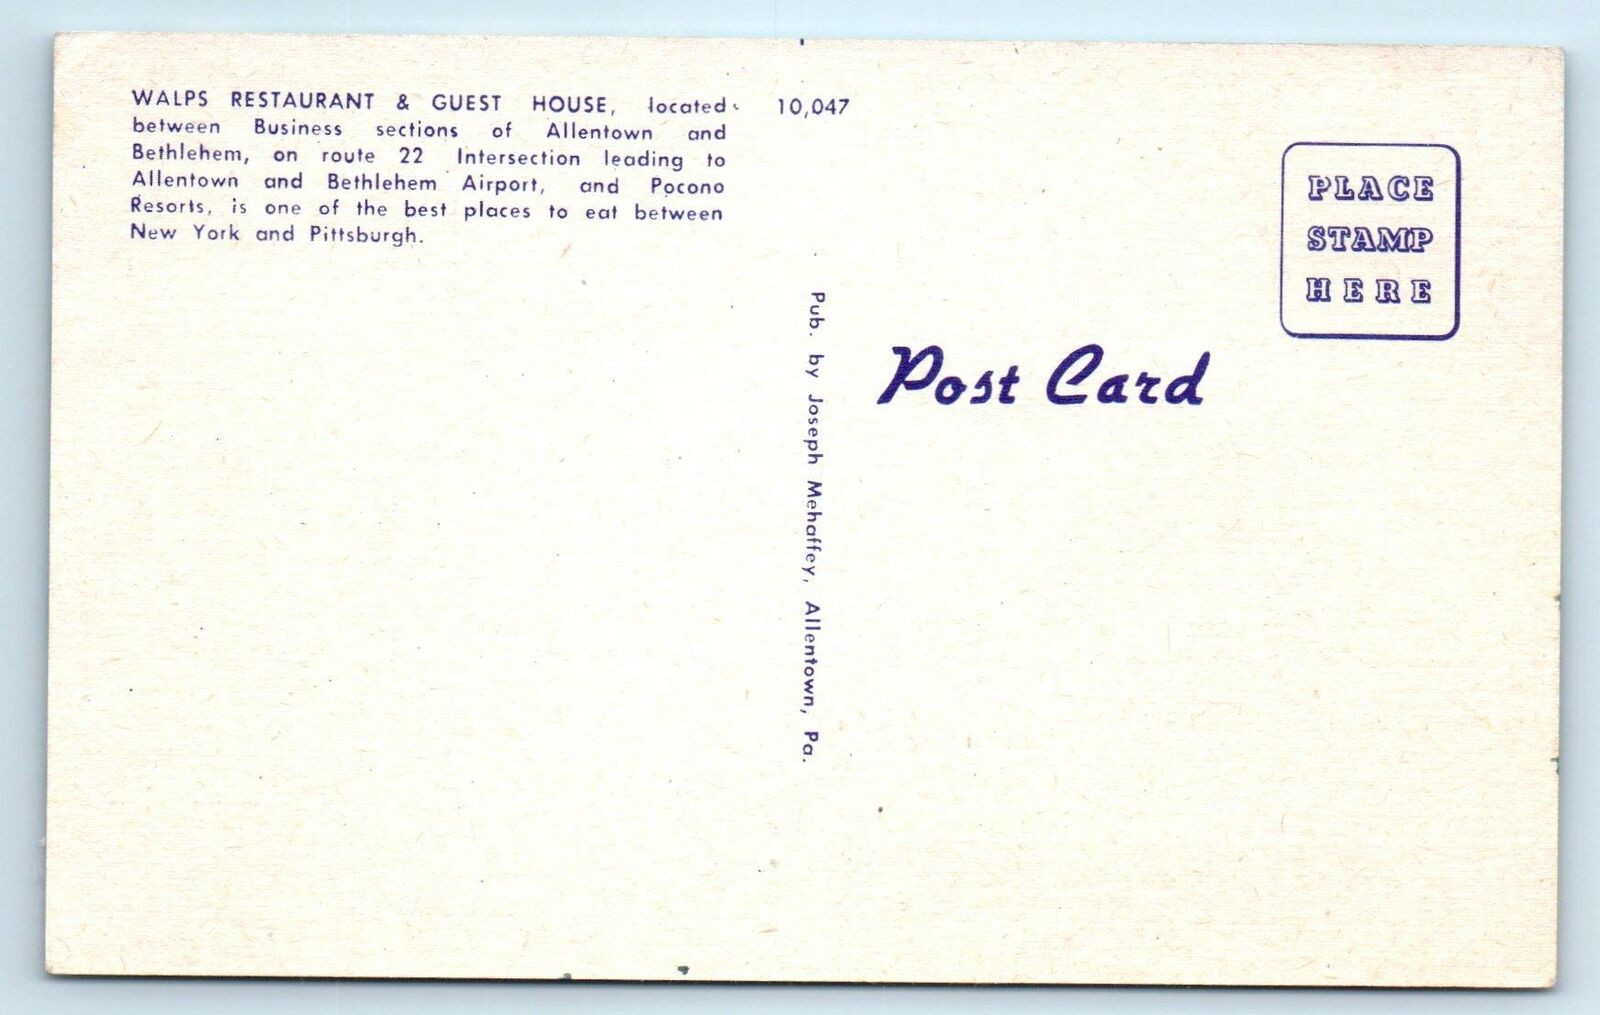 WALPS RESTAURANT & GUEST HOUSE, located
between Business sections of Allentown and
Bethlehem, on route 22 Intersection leading to
Allentown and Bethlehem Airport, and Pocono
Resorts, is one of the best places to eat between
New York and Pittsburgh.
10,047
Pub. by Joseph Mehaffey, Allentown, Pa.
PLACE
STAMP
HERE
Post Card